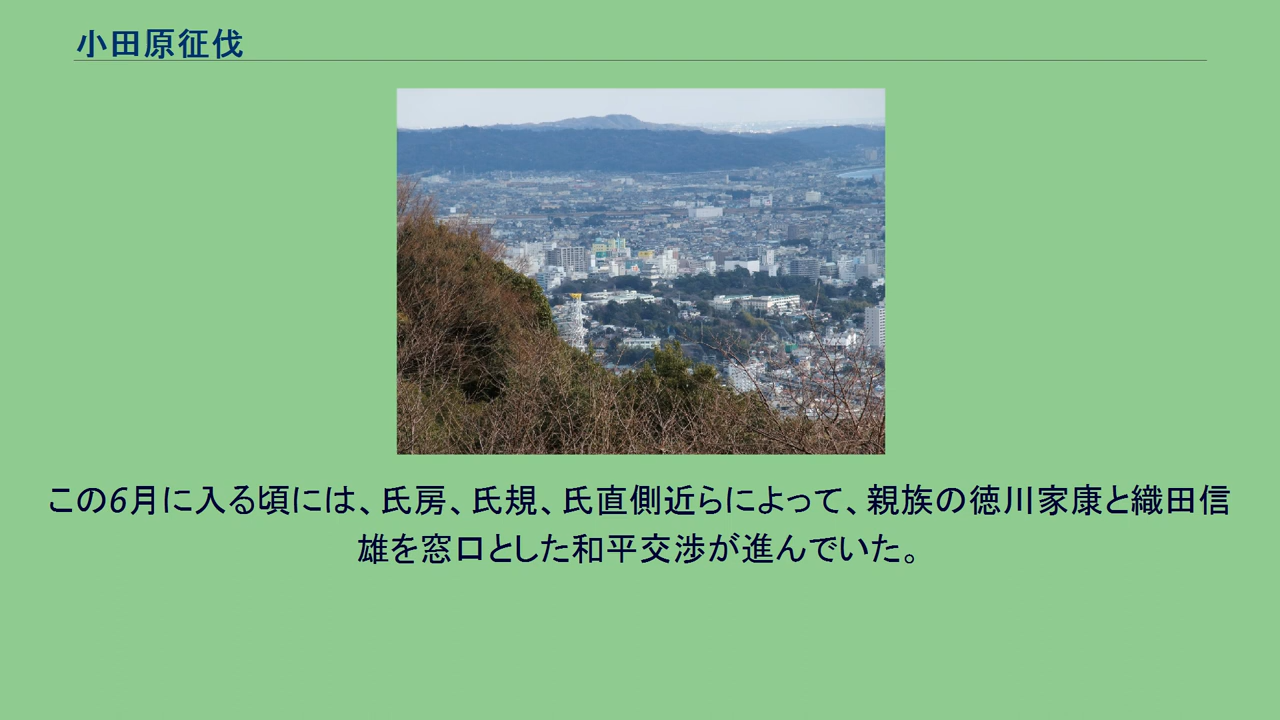 小田原征伐
この6月に入る頃には、氏房、氏規、氏直側近らによって、親族の徳川家康と織田信
雄を窓口とした和平交渉が進んでいた。